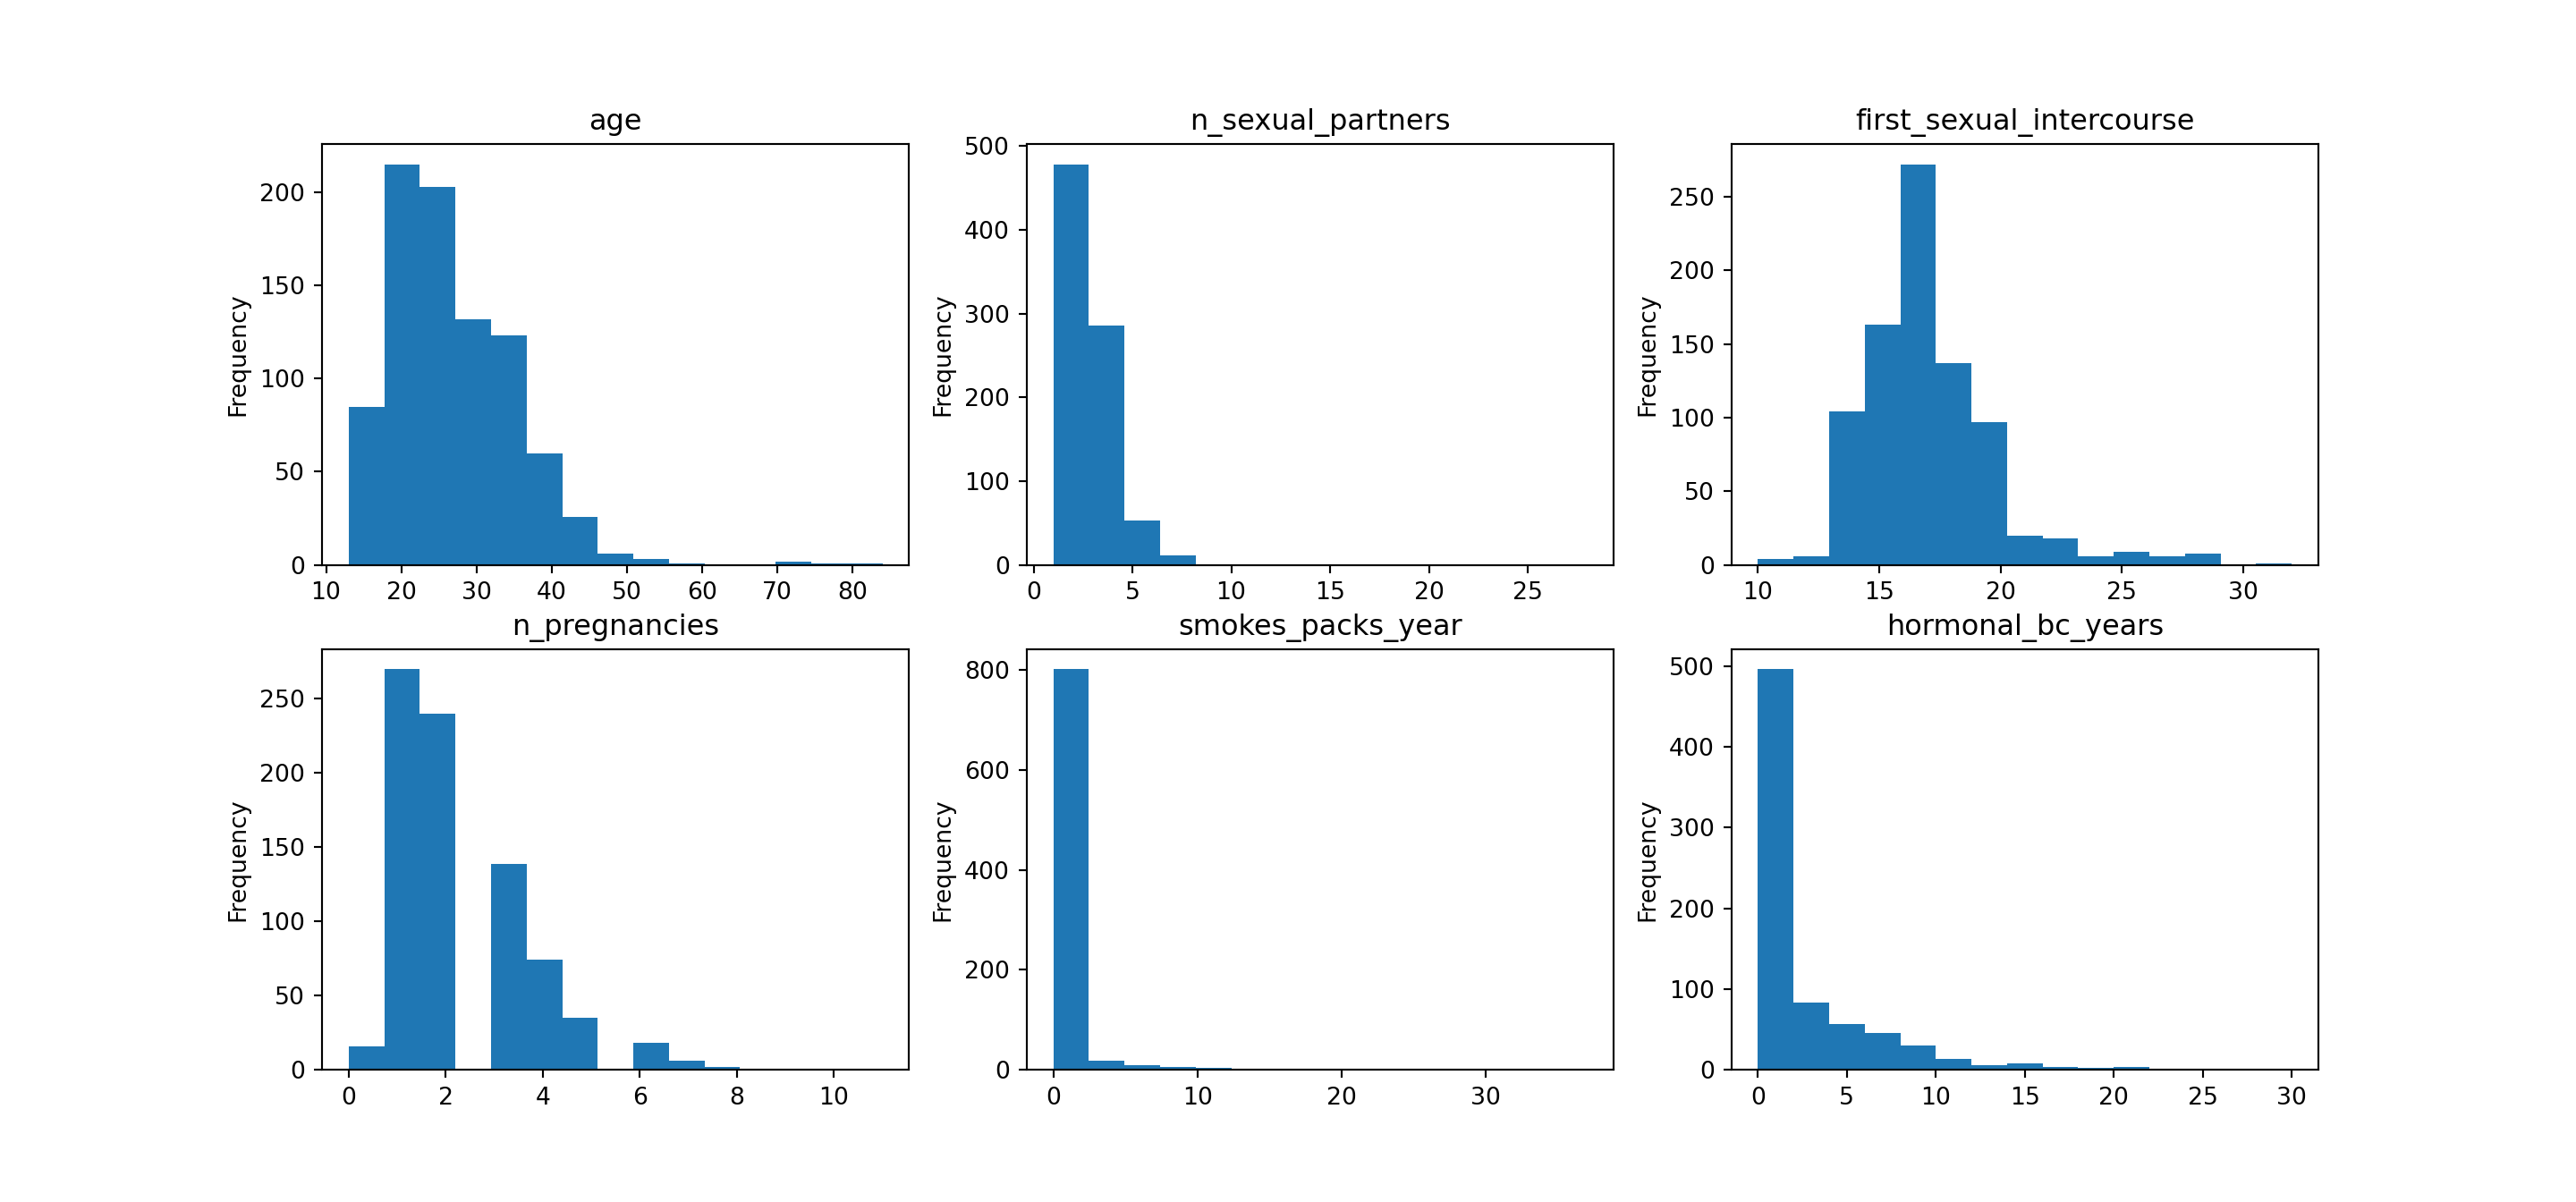 age
Frequency
200
150
100
50
0
10 20 30 40 50 60 70 80
n_sexual_partners
Frequency
500
400
300
200
100
0
0 5 10 15 20 25
first_sexual_intercourse
Frequency
250
200
150
100
50
0
10 15 20 25 30
n_pregnancies
Frequency
250
200
150
100
50
0
0 2 4 6 8 10
smokes_packs_year
Frequency
800
600
400
200
0
0 10 20 30
hormonal_bc_years
Frequency
500
400
300
200
100
0
0 5 10 15 20 25 30